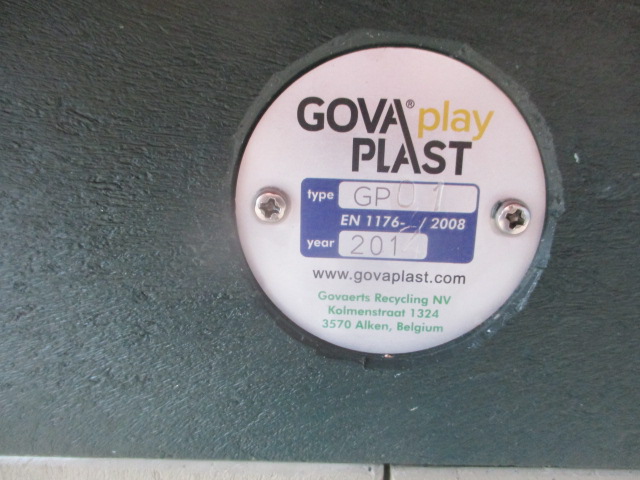 GOVA® play
PLAST
type GP01
EN 1176- / 2008
year
www.govaplast.com
Govaerts Recycling NV
Kolmenstraat 1324
3570 Alken, Belgium